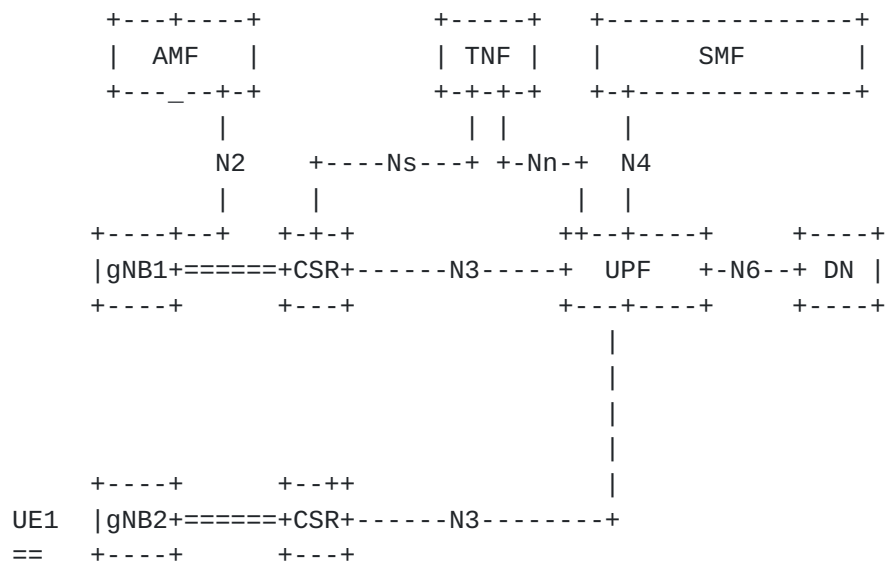 AMF TNF SMF
N2 Ns Nn N4
gNB1 CSR N3 UPF N6 DN
UE1 gNB2 CSR N3